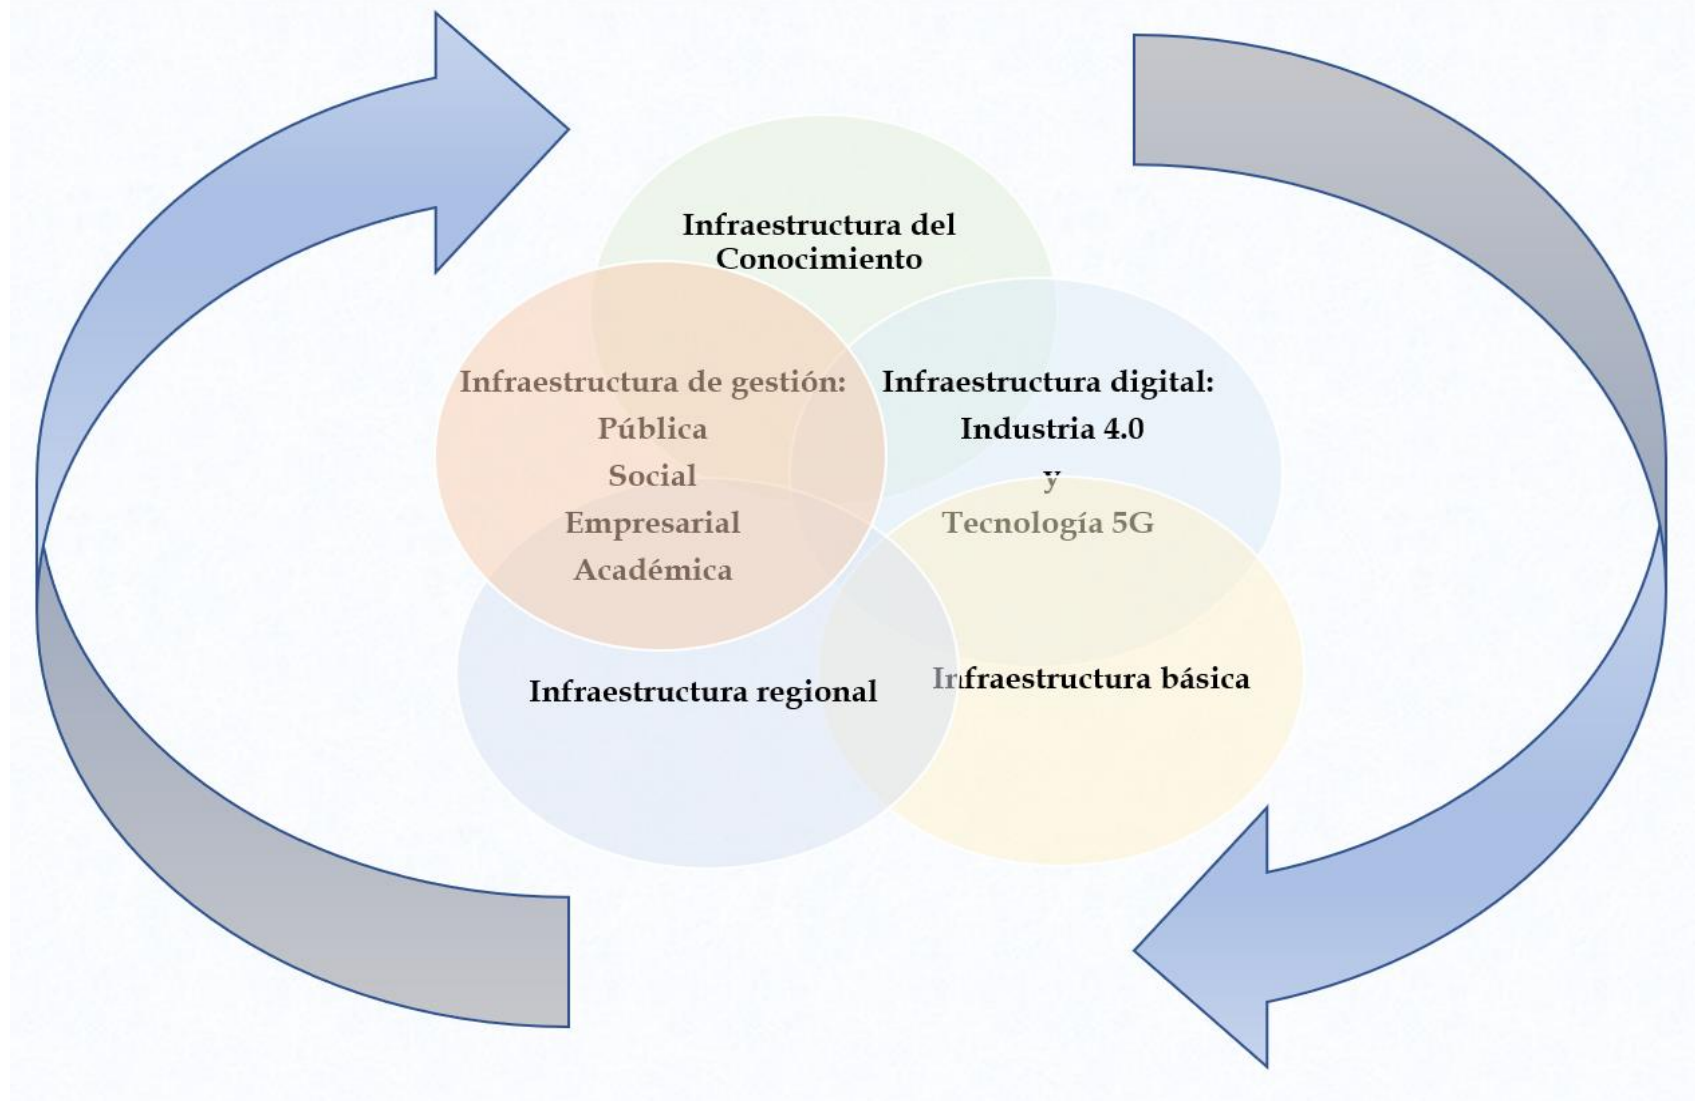 Infraestructura del
Conocimiento
Infraestructura de gestión:
Pública
Social
Empresarial
Académica
Infraestructura digital:
Industria 4.0
y
Tecnología 5G
Infraestructura regional
Infraestructura básica